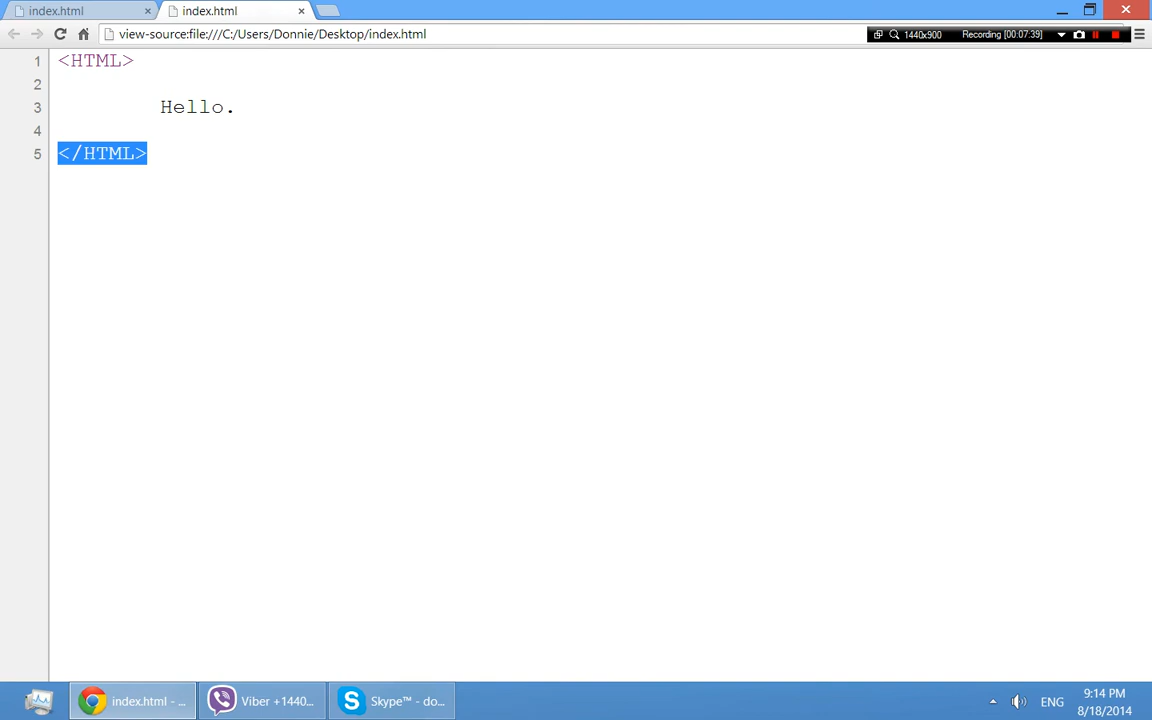 index.html
index.html
view-source:file:///C:/Users/Donnie/Desktop/index.html
1440x900
Recording [00:07:39]
1 <HTML>
2
3 Hello.
4
5 </HTML>
index.html - ...
Viber +1440...
Skype™ - do...
ENG
9:14 PM
8/18/2014